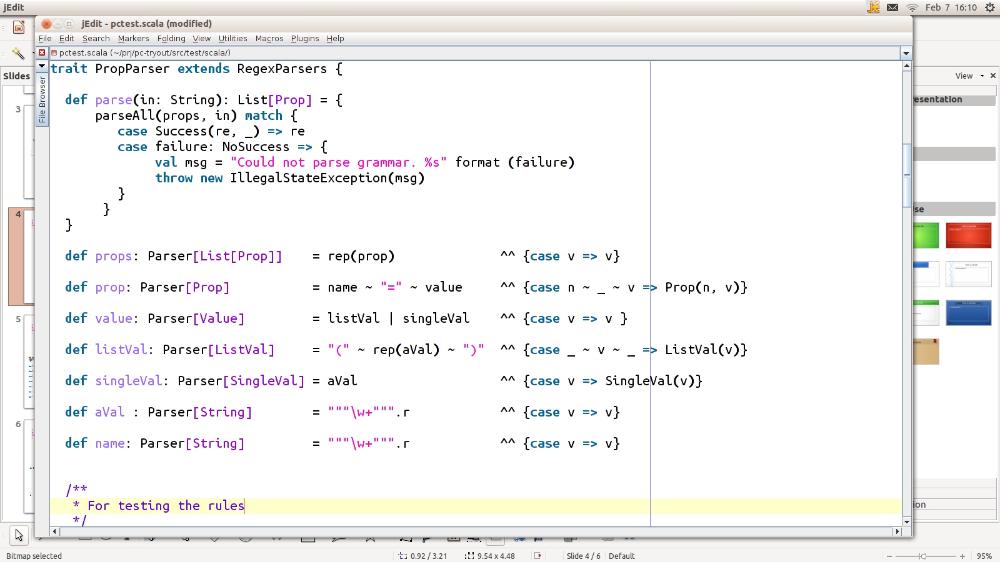 jEdit
Feb 7 16:10
jEdit - pctest.scala (modified)
File Edit Search Markers Folding View Utilities Macros Plugins Help
pctest.scala (~/prj/pc-tryout/src/test/scala/)
Slides
File Browser
View
trait PropParser extends RegexParsers {
def parse(in: String): List[Prop] = {
parseAll(props, in) match {
case Success(re, _) => re
case failure: NoSuccess => {
val msg = "Could not parse grammar. %s" format (failure)
throw new IllegalStateException(msg)
}
}
}
def props: Parser[List[Prop]] = rep(prop) ^^ {case v => v}
def prop: Parser[Prop] = name ~ "=" ~ value ^^ {case n ~ _ ~ v => Prop(n, v)}
def value: Parser[Value] = listVal | singleVal ^^ {case v => v }
def listVal: Parser[ListVal] = "(" ~ rep(aVal) ~ ")" ^^ {case _ ~ v ~ _ => ListVal(v)}
def singleVal: Parser[SingleVal] = aVal ^^ {case v => SingleVal(v)}
def aVal : Parser[String] = """\w+""".r ^^ {case v => v}
def name: Parser[String] = """\w+""".r ^^ {case v => v}
/**
* For testing the rules
*/
3
4
5
6
esentation
se
ion
Bitmap selected
0.92 / 3.21
9.54 x 4.48
Slide 4 / 6
Default
95%